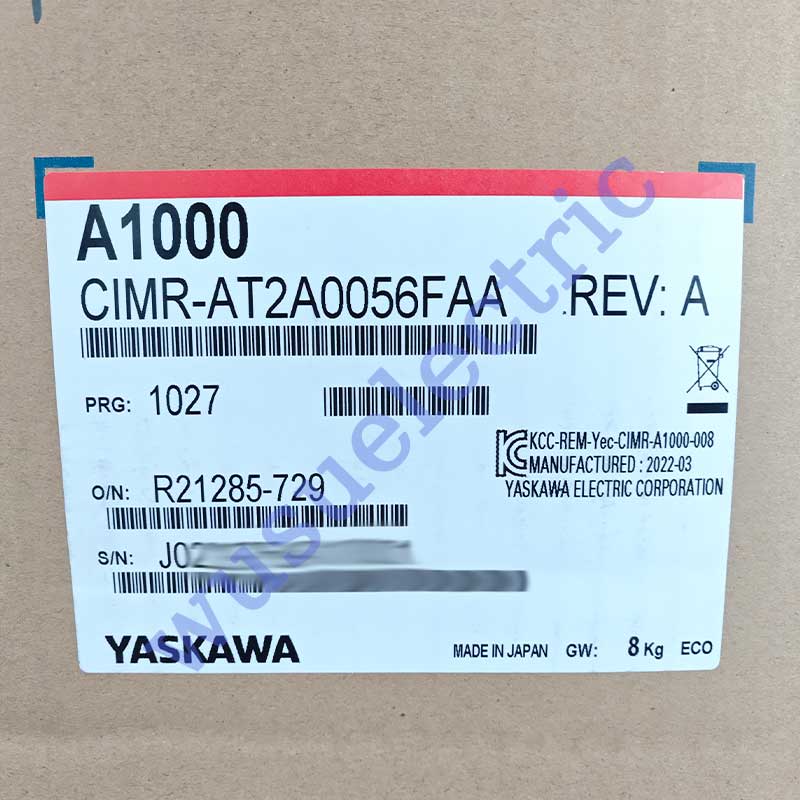 A1000
CIMR-AT2A0056FAA REV: A
PRG: 1027
KCC-REM-Yec-CIMR-A1000-008
MANUFACTURED : 2022-03
YASKAWA ELECTRIC CORPORATION
O/N: R21285-729
S/N: J02
YASKAWA MADE IN JAPAN GW: 8 Kg ECO
wusuelectric